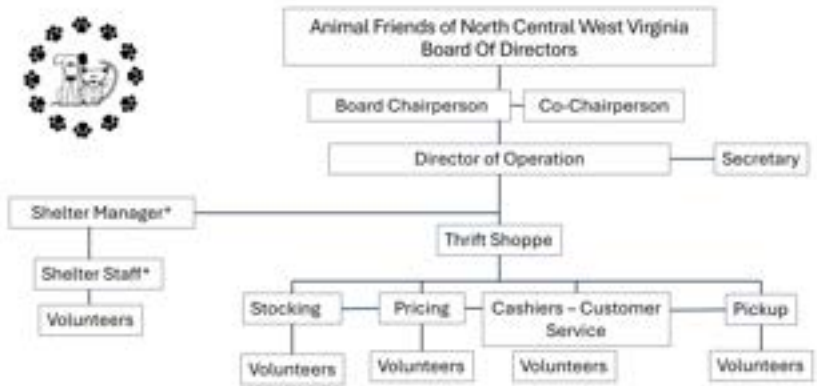 Animal Friends of North Central West Virginia
Board Of Directors
Board Chairperson
Co-Chairperson
Director of Operation
Secretary
Shelter Manager*
Thrift Shoppe
Shelter Staff*
Volunteers
Stocking
Pricing
Cashiers – Customer
Service
Pickup
Volunteers
Volunteers
Volunteers
Volunteers